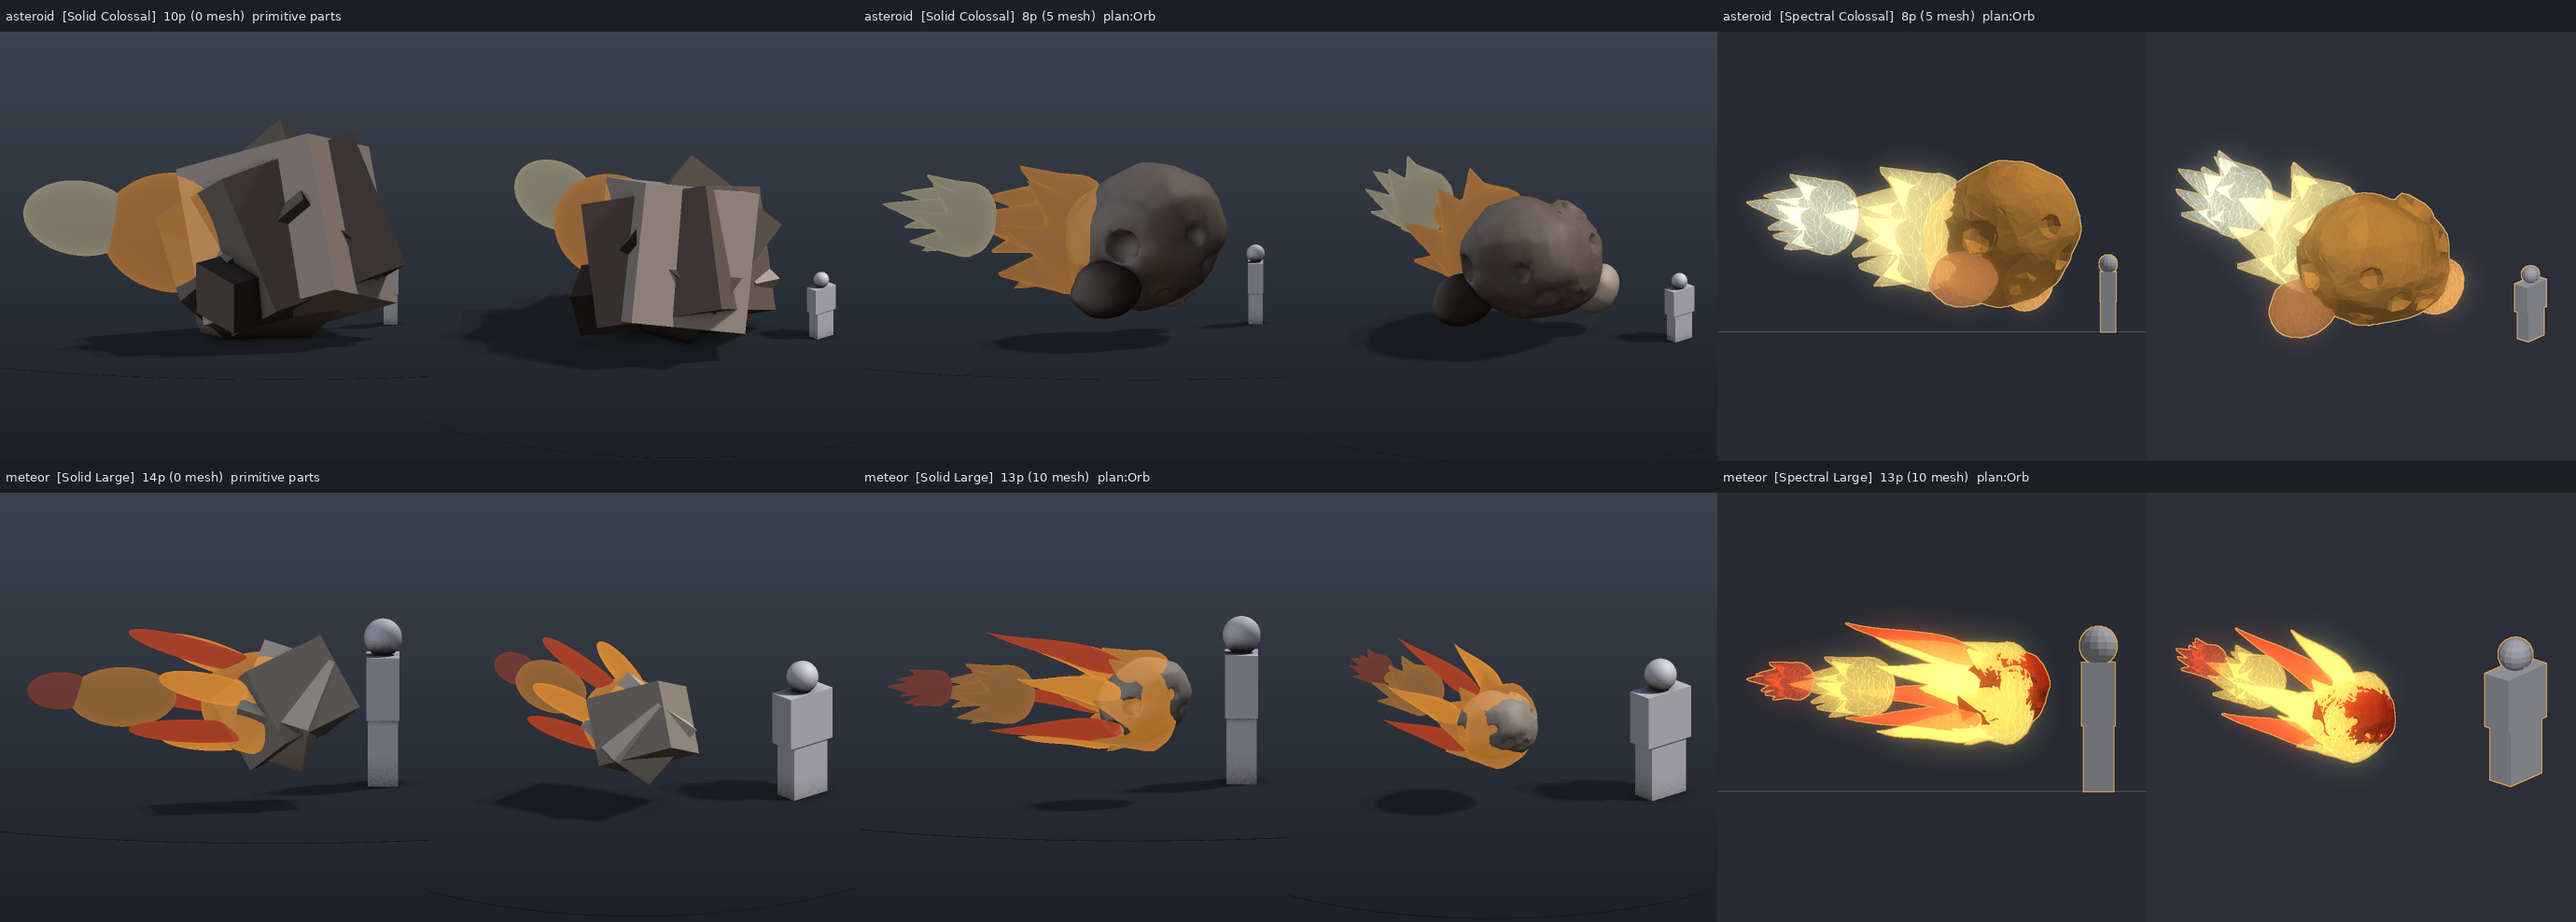 asteroid [Solid Colossal] 10p (0 mesh) primitive parts
asteroid [Solid Colossal] 8p (5 mesh) plan:Orb
asteroid [Spectral Colossal] 8p (5 mesh) plan:Orb
meteor [Solid Large] 14p (0 mesh) primitive parts
meteor [Solid Large] 13p (10 mesh) plan:Orb
meteor [Spectral Large] 13p (10 mesh) plan:Orb